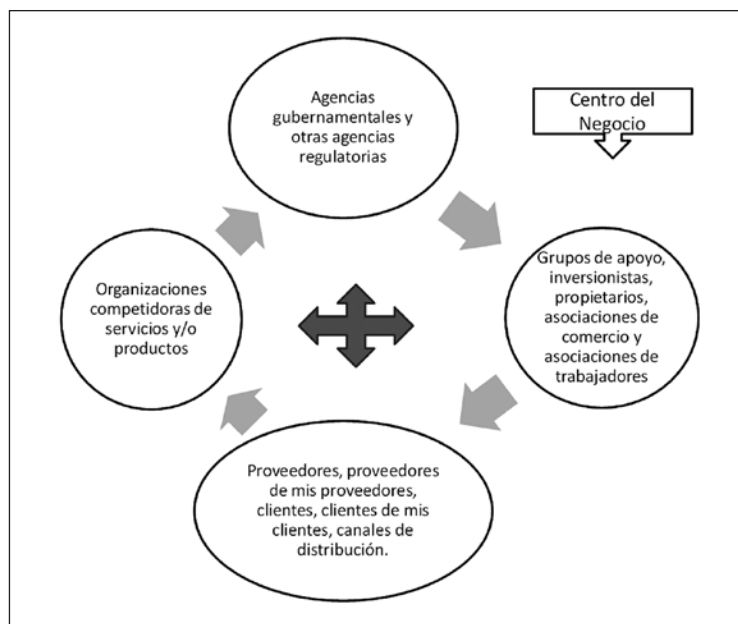 Agencias
gubernamentales y
otras agencias
regulatorias
Centro del
Negocio
Organizaciones
competidoras de
servicios y/o
productos
Grupos de apoyo,
inversionistas,
propietarios,
asociaciones de
comercio y
asociaciones de
trabajadores
Proveedores, proveedores
de mis proveedores,
clientes, clientes de mis
clientes, canales de
distribución.